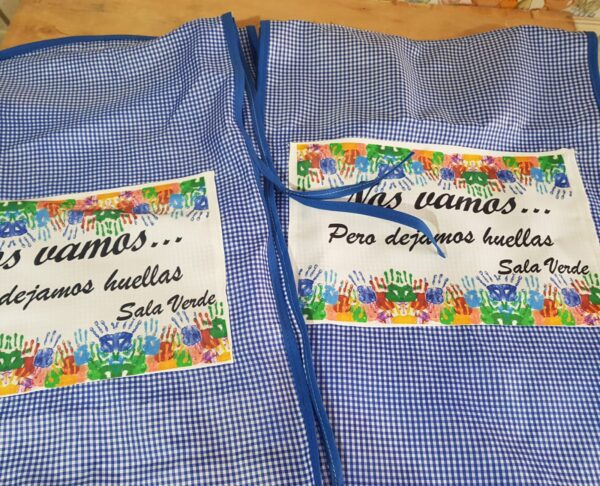 s vamos...
dejamos huellas
Sala Verde
Nos vamos...
Pero dejamos huellas
Sala Verde